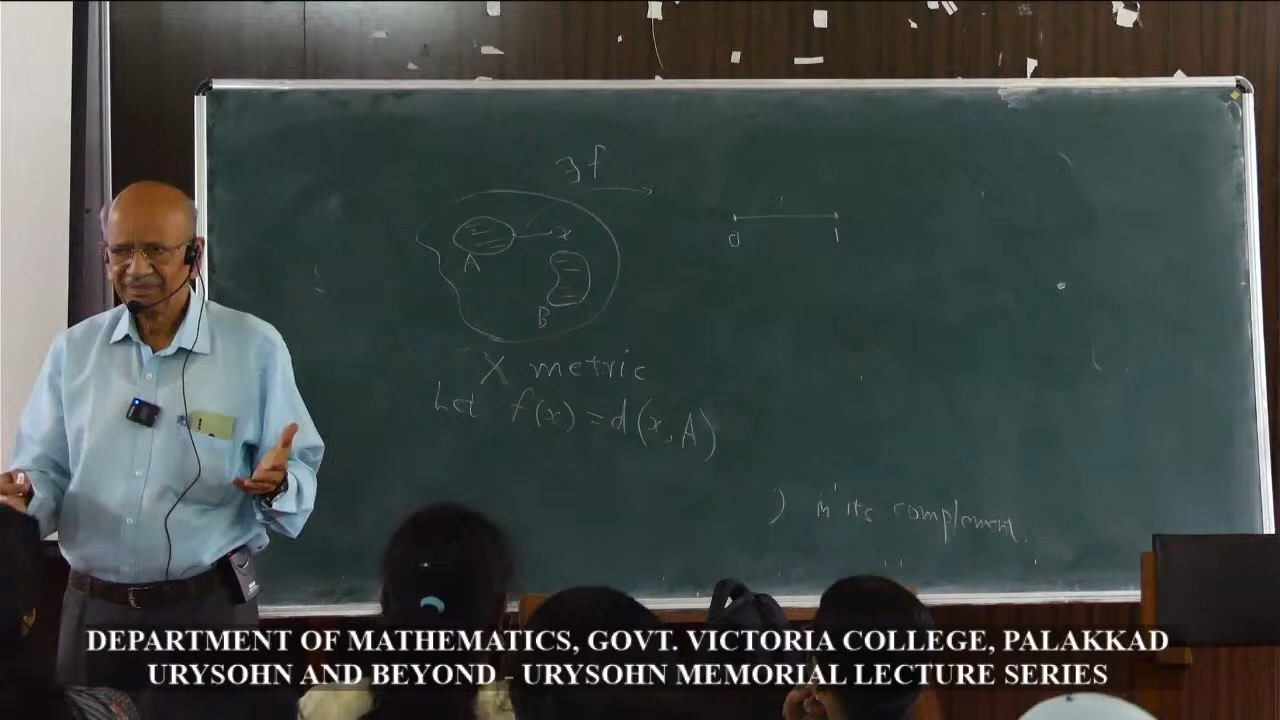 ∃ f
x
A
B
0 1
X metric
Let f(x) = d(x, A)
) in its complement.
DEPARTMENT OF MATHEMATICS, GOVT. VICTORIA COLLEGE, PALAKKAD
URYSOHN AND BEYOND - URYSOHN MEMORIAL LECTURE SERIES